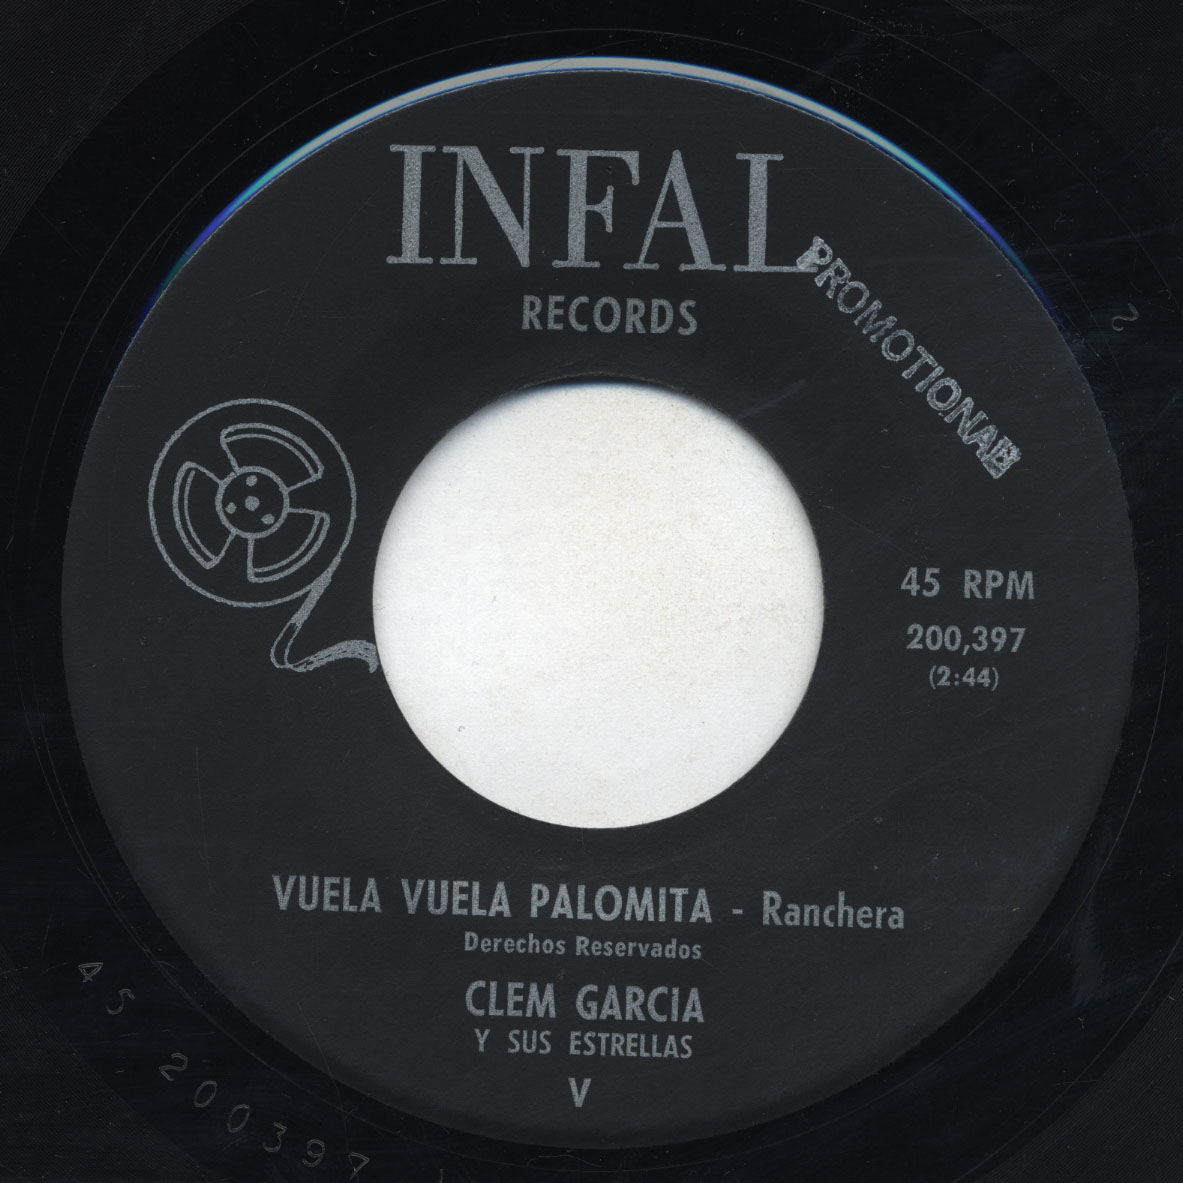 INFAL
RECORDS
PROMOTIONAL
45 RPM
200,397
(2:44)
VUELA VUELA PALOMITA - Ranchera
Derechos Reservados
CLEM GARCIA
Y SUS ESTRELLAS
V
45 200397
2